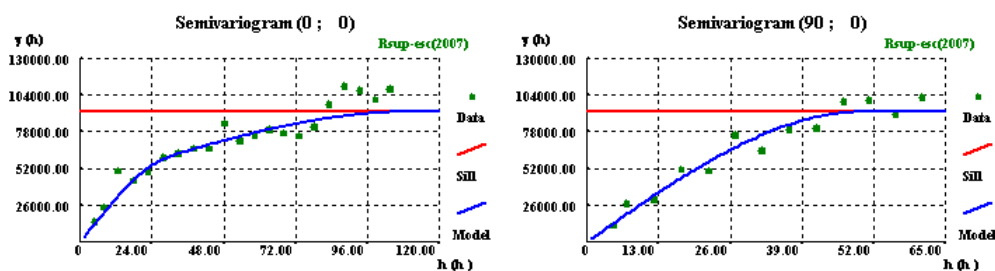 Semivariogram (0 ; 0)
γ (h)
Rsup-esc(2007)
130000.00
104000.00
78000.00
52000.00
26000.00
0.00
24.00
48.00
72.00
96.00
120.00
h (h )
Data
Sill
Model
Semivariogram (90 ; 0)
γ (h)
Rsup-esc(2007)
130000.00
104000.00
78000.00
52000.00
26000.00
0.00
13.00
26.00
39.00
52.00
65.00
h (h )
Data
Sill
Model